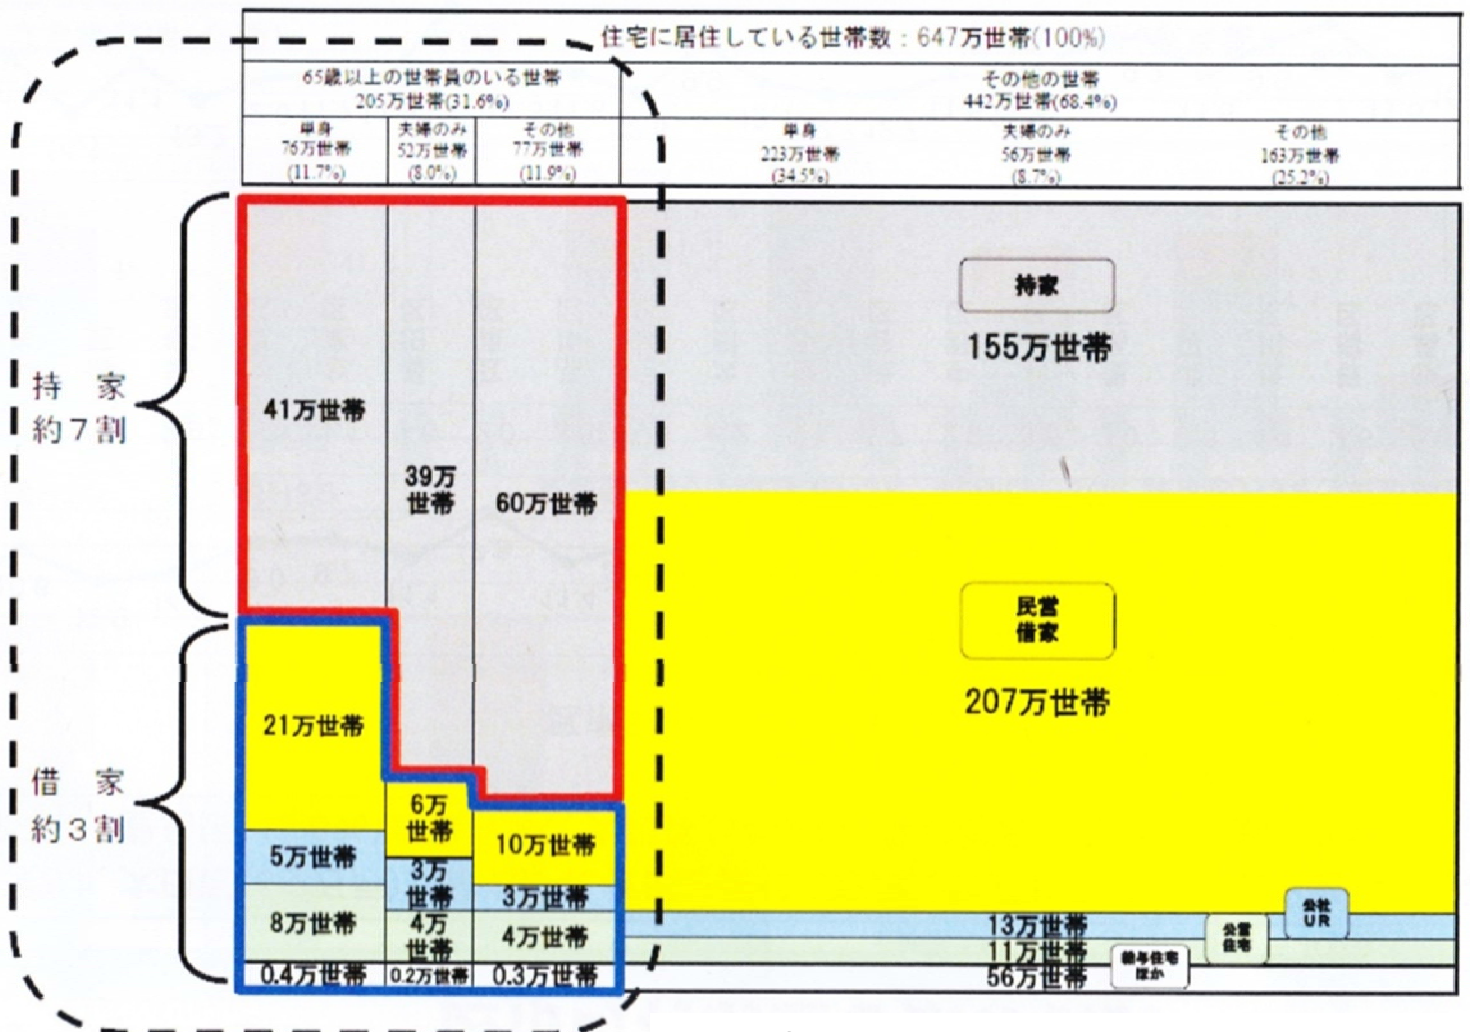 住宅に居住している世帯数：647万世帯(100%)
65歳以上の世帯員のいる世帯
205万世帯(31.6%)
その他の世帯
442万世帯(68.4%)
単身
76万世帯
(11.7%)
夫婦のみ
52万世帯
(8.0%)
その他
77万世帯
(11.9%)
単身
223万世帯
(34.5%)
夫婦のみ
56万世帯
(8.7%)
その他
163万世帯
(25.2%)
持家
約7割
41万世帯
39万
世帯
60万世帯
持家
155万世帯
借家
約3割
21万世帯
6万
世帯
10万世帯
民営
借家
207万世帯
5万世帯
3万
世帯
3万世帯
13万世帯
公社
UR
8万世帯
4万
世帯
4万世帯
11万世帯
公営
住宅
0.4万世帯
0.2万世帯
0.3万世帯
56万世帯
給与住宅
ほか